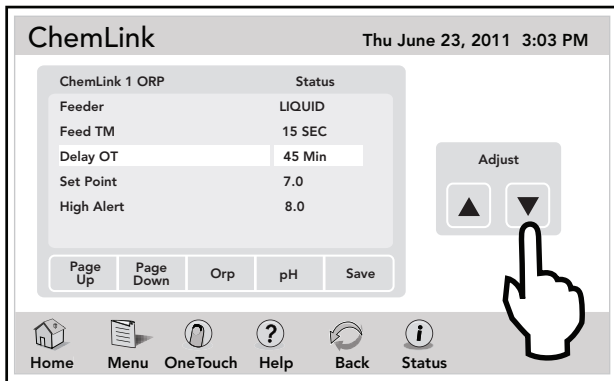 ChemLink
Thu June 23, 2011 3:03 PM
ChemLink 1 ORP Status
Feeder LIQUID
Feed TM 15 SEC
Delay OT 45 Min
Set Point 7.0
High Alert 8.0
Adjust
Page Up
Page Down
Orp
pH
Save
Home
Menu
OneTouch
Help
Back
Status